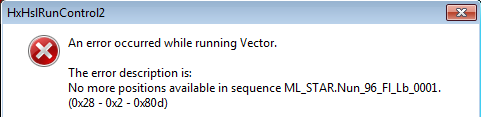 HxHslRunControl2
An error occurred while running Vector.
The error description is:
No more positions available in sequence ML_STAR.Nun_96_Fl_Lb_0001.
(0x28 - 0x2 - 0x80d)